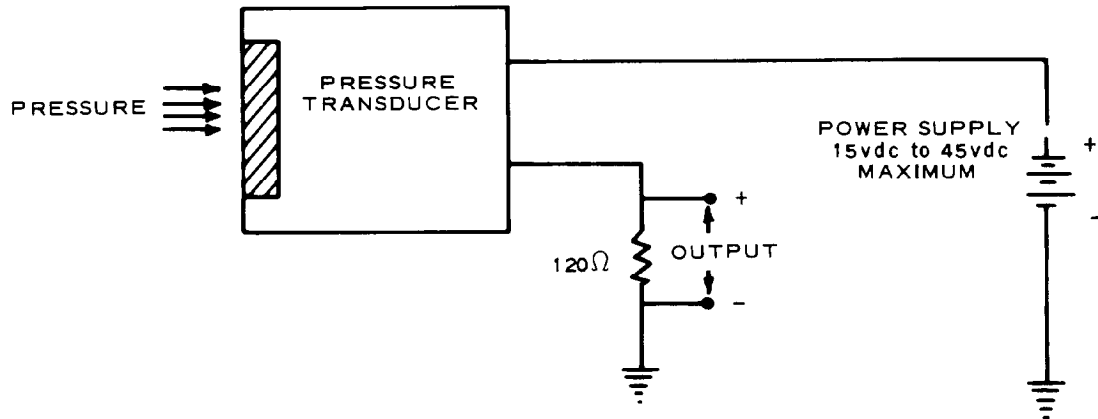 PRESSURE
PRESSURE
TRANSDUCER
POWER SUPPLY
15vdc to 45vdc
MAXIMUM
+
-
+
120Ω
OUTPUT
-